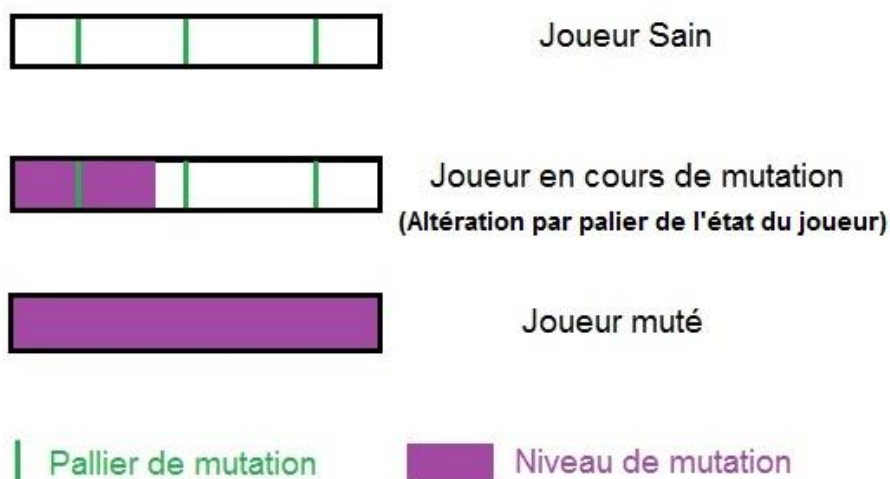 Joueur Sain
Joueur en cours de mutation
(Altération par palier de l'état du joueur)
Joueur muté
Pallier de mutation
Niveau de mutation